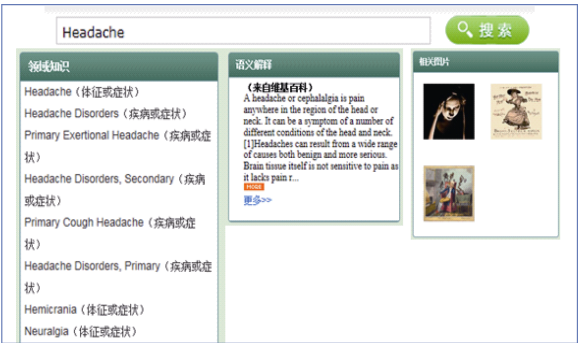 Headache
搜索
领域知识
Headache（体征或症状）
Headache Disorders（疾病或症状）
Primary Exertional Headache（疾病或症
状）
Headache Disorders, Secondary（疾病
或症状）
Primary Cough Headache（疾病或症
状）
Headache Disorders, Primary（疾病或症
状）
Hemicrania（体征或症状）
Neuralgia（体征或症状）
语义解释
（来自维基百科）
A headache or cephalalgia is pain
anywhere in the region of the head or
neck. It can be a symptom of a number of
different conditions of the head and neck.
[1]Headaches can result from a wide range
of causes both benign and more serious.
Brain tissue itself is not sensitive to pain as
it lacks pain r...
MORE
更多>>
相关图片